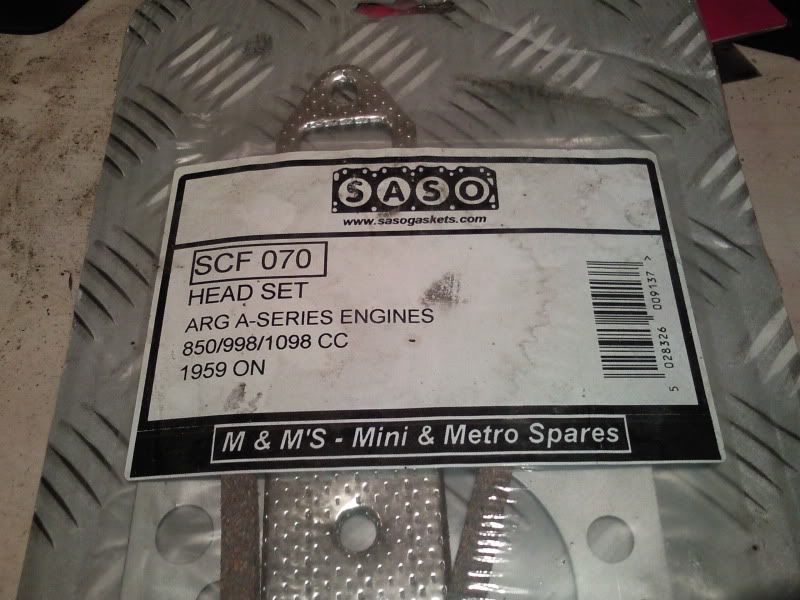 SASO
www.sasogaskets.com
SCF 070
HEAD SET
ARG A-SERIES ENGINES
850/998/1098 CC
1959 ON
5 028326 009137 >
M & M'S - Mini & Metro Spares